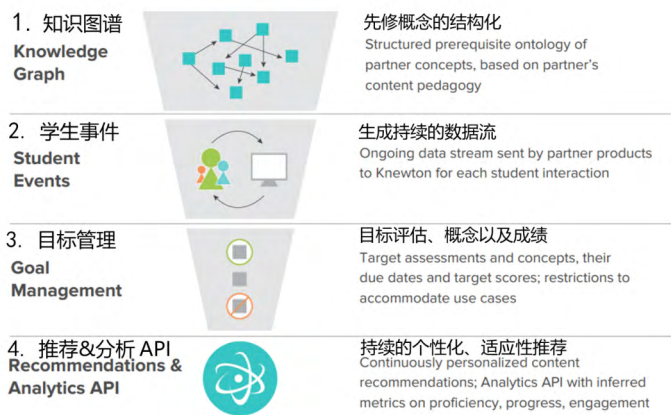 1. 知识图谱
Knowledge
Graph
先修概念的结构化
Structured prerequisite ontology of
partner concepts, based on partner's
content pedagogy
2. 学生事件
Student
Events
生成持续的数据流
Ongoing data stream sent by partner products
to Knewton for each student interaction
3. 目标管理
Goal
Management
目标评估、概念以及成绩
Target assessments and concepts, their
due dates and target scores; restrictions to
accommodate use cases
4. 推荐&分析 API
Recommendations &
Analytics API
持续的个性化、适应性推荐
Continuously personalized content
recommendations; Analytics API with inferred
metrics on proficiency, progress, engagement